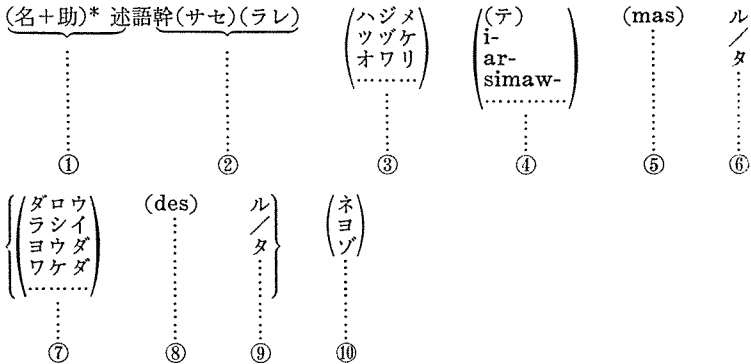 (名+助)* 述語幹(サセ)(ラレ) (ハジメ (テ) (mas) ル
ツヅケ i- /
オワリ ar- タ
………) simaw-
…………
① ② ③ ④ ⑤ ⑥
{(ダロウ (des) ル (ネ
ラシイ / ヨ
ヨウダ タ} ゾ)
ワケダ
………)
⑦ ⑧ ⑨ ⑩